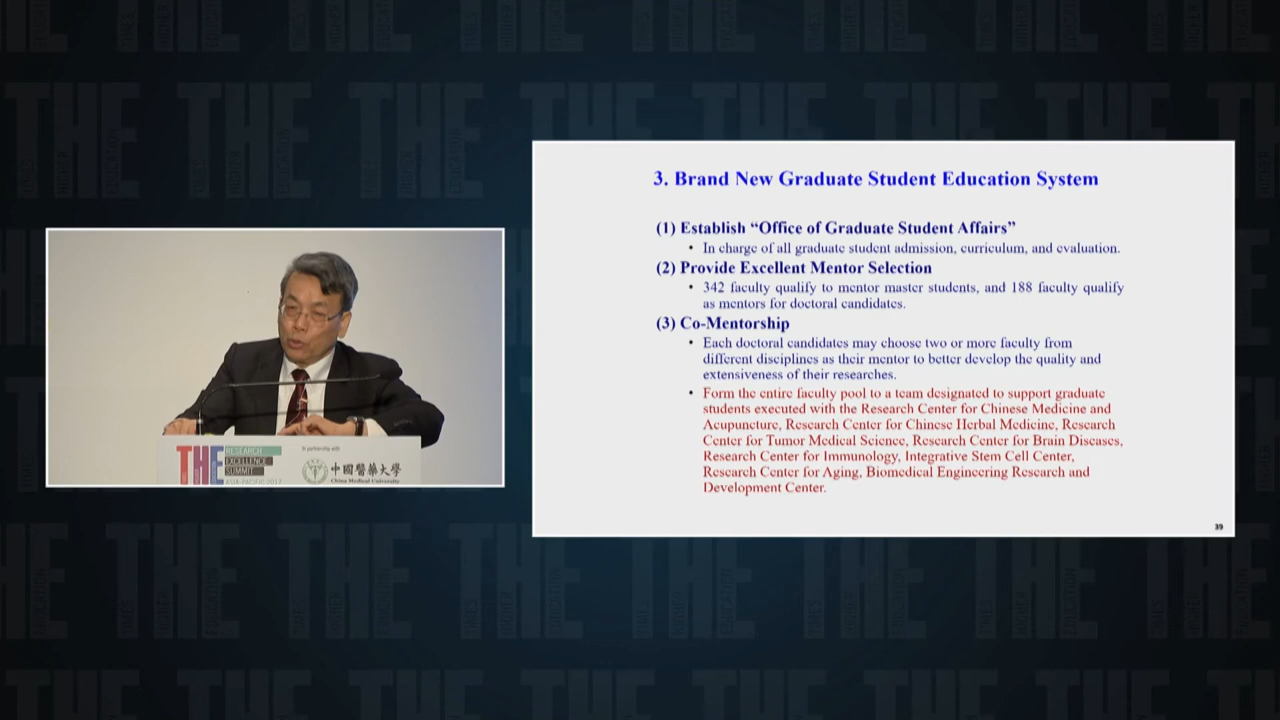 3. Brand New Graduate Student Education System
(1) Establish “Office of Graduate Student Affairs”
• In charge of all graduate student admission, curriculum, and evaluation.
(2) Provide Excellent Mentor Selection
• 342 faculty qualify to mentor master students, and 188 faculty qualify
as mentors for doctoral candidates.
(3) Co-Mentorship
• Each doctoral candidates may choose two or more faculty from
different disciplines as their mentor to better develop the quality and
extensiveness of their researches.
• Form the entire faculty pool to a team designated to support graduate
students executed with the Research Center for Chinese Medicine and
Acupuncture, Research Center for Chinese Herbal Medicine, Research
Center for Tumor Medical Science, Research Center for Brain Diseases,
Research Center for Immunology, Integrative Stem Cell Center,
Research Center for Aging, Biomedical Engineering Research and
Development Center.
39
THE
RESEARCH
EXCELLENCE
SUMMIT
ASIA-PACIFIC 2017
In partnership with
中國醫藥大學
China Medical University